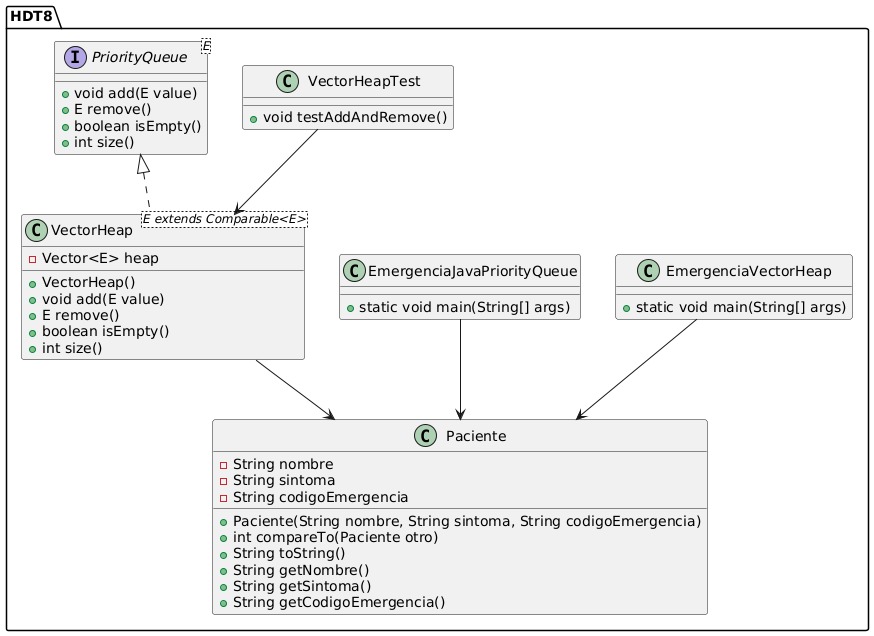 HDT8
I PriorityQueue
E
void add(E value)
E remove()
boolean isEmpty()
int size()
C VectorHeapTest
void testAddAndRemove()
C VectorHeap
E extends Comparable<E>
Vector<E> heap
VectorHeap()
void add(E value)
E remove()
boolean isEmpty()
int size()
C EmergenciaJavaPriorityQueue
static void main(String[] args)
C EmergenciaVectorHeap
static void main(String[] args)
C Paciente
String nombre
String sintoma
String codigoEmergencia
Paciente(String nombre, String sintoma, String codigoEmergencia)
int compareTo(Paciente otro)
String toString()
String getNombre()
String getSintoma()
String getCodigoEmergencia()